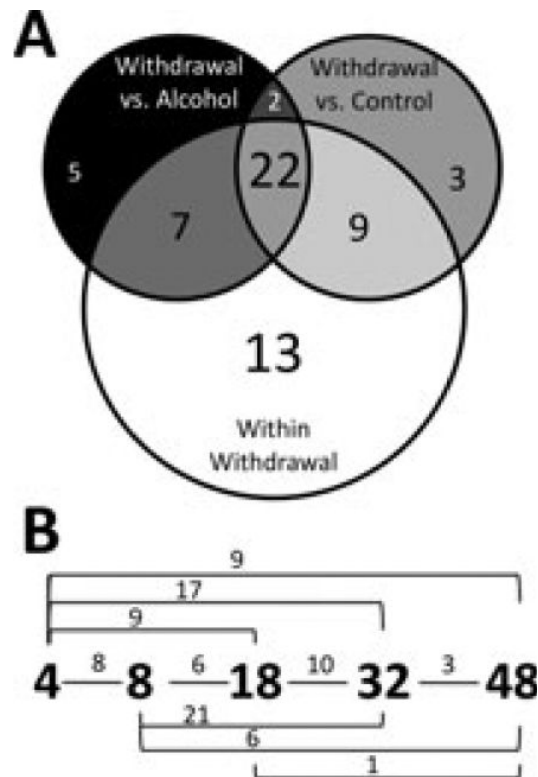 A
Withdrawal vs. Alcohol
Withdrawal vs. Control
2
5
22
3
7
9
13
Within
Withdrawal
B
9
17
9
4 8 8 6 18 10 32 3 48
21
6
1